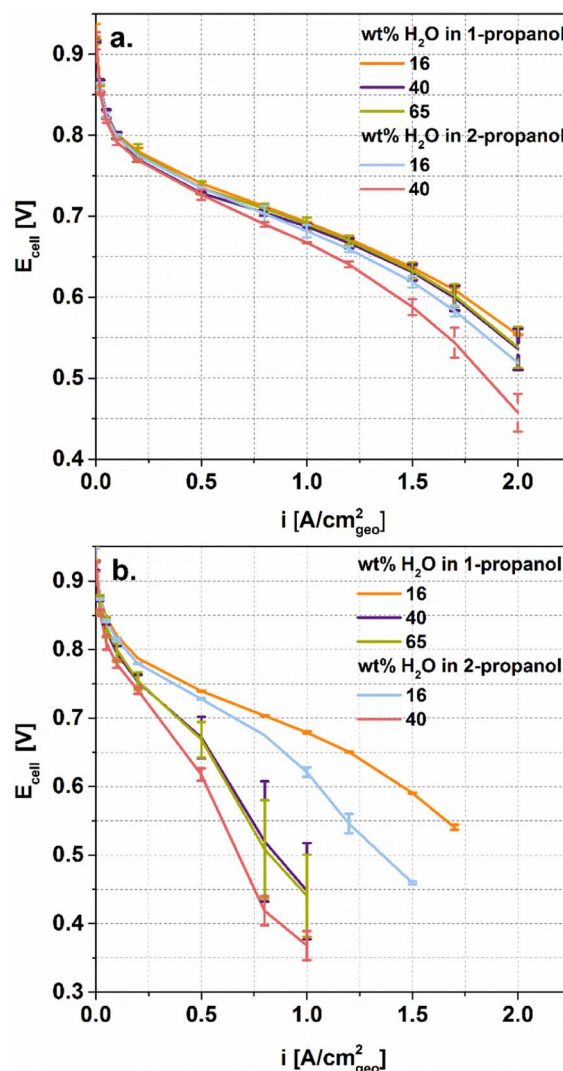 a.
wt% H₂O in 1-propanol
16
40
65
wt% H₂O in 2-propanol
16
40
0.9
0.8
0.7
0.6
0.5
0.4
E_cell [V]
0.0 0.5 1.0 1.5 2.0
i [A/cm²_geo]
b.
wt% H₂O in 1-propanol
16
40
65
wt% H₂O in 2-propanol
16
40
0.9
0.8
0.7
0.6
0.5
0.4
0.3
E_cell [V]
0.0 0.5 1.0 1.5 2.0
i [A/cm²_geo]